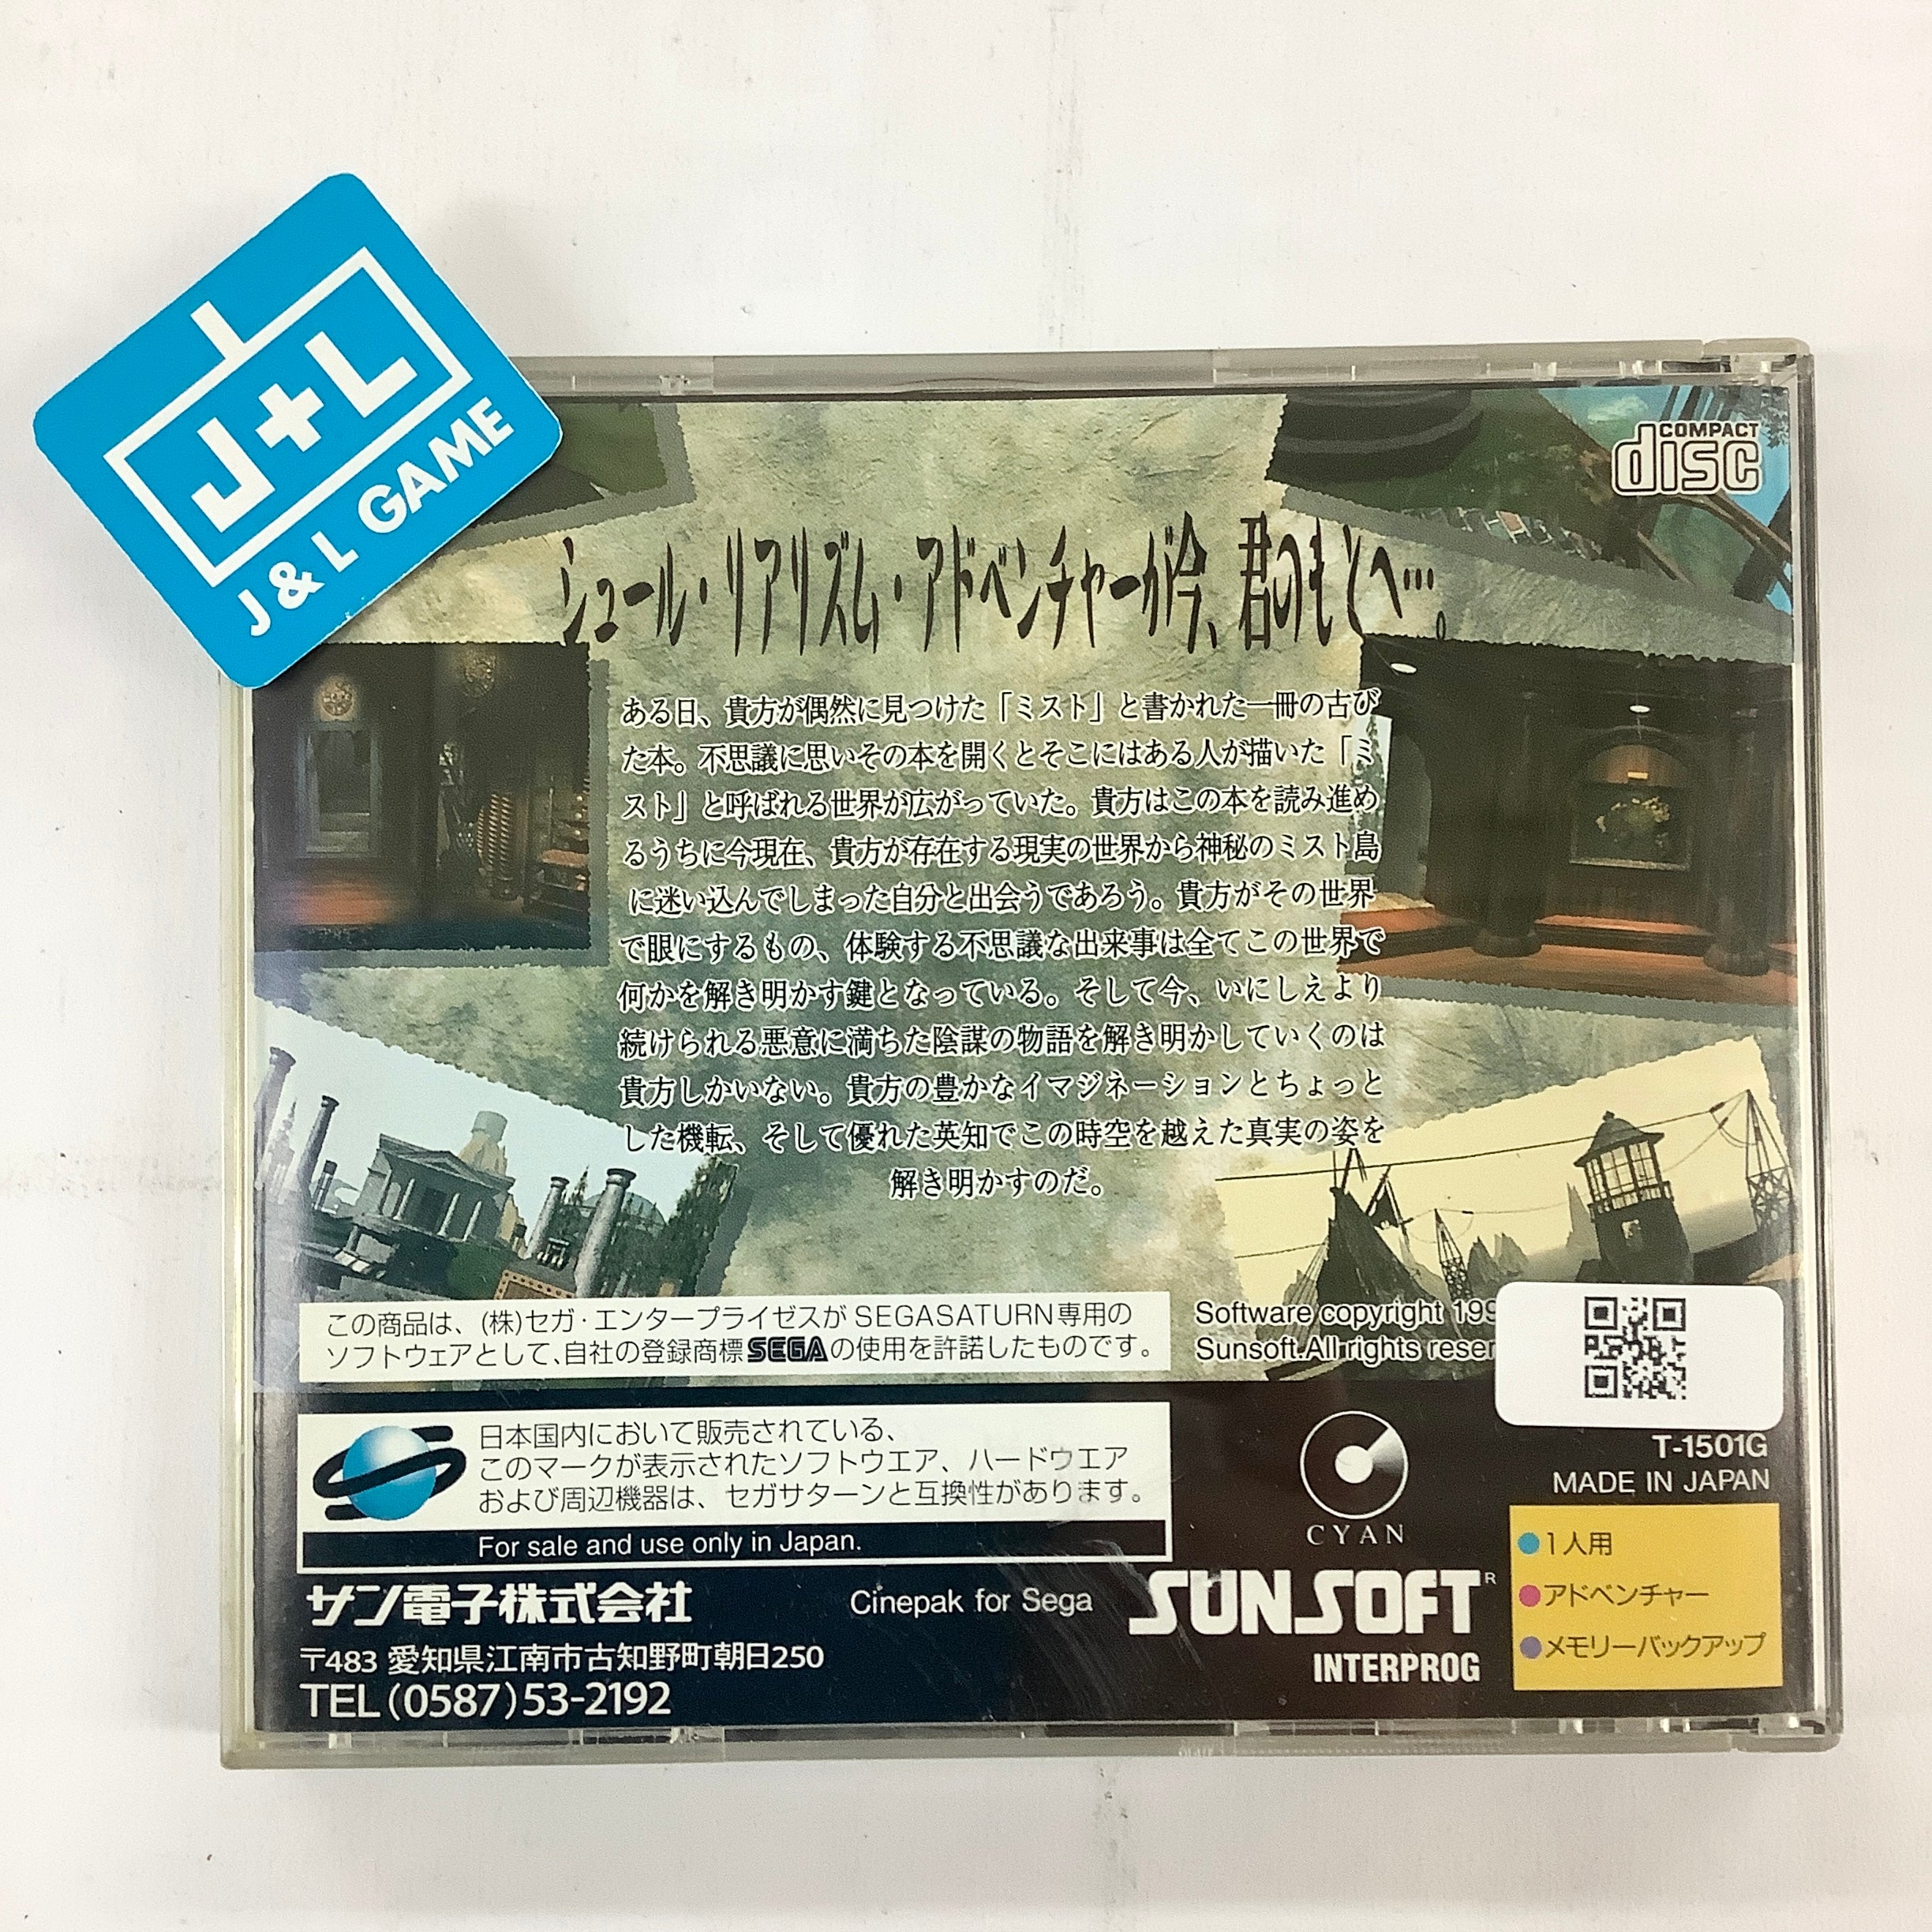 J+L
J & L GAME
COMPACT
disc
シュール・リアリズム・アドベンチャーが今、君のもとへ…。
ある日、貴方が偶然に見つけた「ミスト」と書かれた一冊の古び
た本。不思議に思いその本を開くとそこにはある人が描いた「ミ
スト」と呼ばれる世界が広がっていた。貴方はこの本を読み進め
るうちに今現在、貴方が存在する現実の世界から神秘のミスト島
に迷い込んでしまった自分と出会うであろう。貴方がその世界
で眼にするもの、体験する不思議な出来事は全てこの世界で
何かを解き明かす鍵となっている。そして今、いにしえより
続けられる悪意に満ちた陰謀の物語を解き明かしていくのは
貴方しかいない。貴方の豊かなイマジネーションとちょっと
した機転、そして優れた英知でこの時空を越えた真実の姿を
解き明かすのだ。
この商品は、(株)セガ・エンタープライゼスがSEGASATURN専用の
ソフトウェアとして、自社の登録商標SEGAの使用を許諾したものです。
Software copyright
Sunsoft.All rights
日本国内において販売されている、
このマークが表示されたソフトウエア、ハードウエア
および周辺機器は、セガサターンと互換性があります。
For sale and use only in Japan.
CYAN
T-1501G
MADE IN JAPAN
1人用
アドベンチャー
メモリーバックアップ
サン電子株式会社
Cinepak for Sega
SUNSOFT R
INTERPROG
〒483 愛知県江南市古知野町朝日250
TEL(0587)53-2192